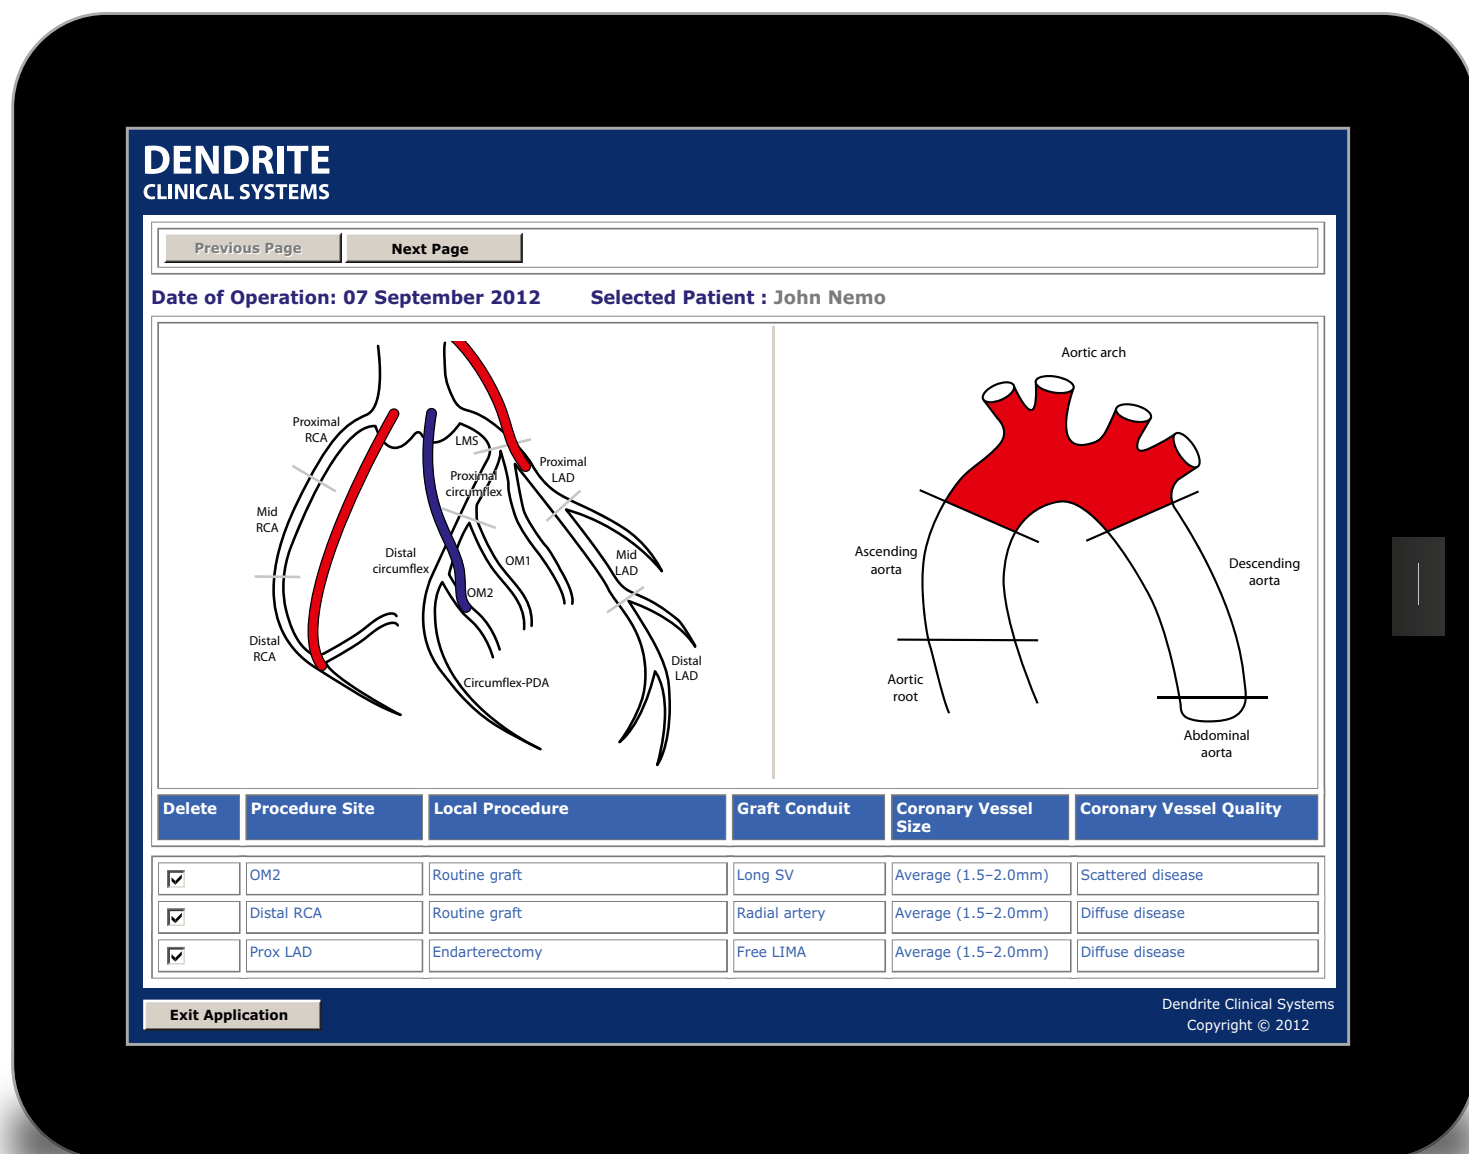 DENDRITE
CLINICAL SYSTEMS
Previous Page
Next Page
Date of Operation: 07 September 2012
Selected Patient : John Nemo
Proximal
RCA
Mid
RCA
Distal
RCA
LMS
Proximal
circumflex
Proximal
LAD
Distal
circumflex
OM1
OM2
Mid
LAD
Distal
LAD
Circumflex-PDA
Aortic arch
Ascending
aorta
Descending
aorta
Aortic
root
Abdominal
aorta
Delete Procedure Site Local Procedure Graft Conduit Coronary Vessel Coronary Vessel Quality
Size
OM2 Routine graft Long SV Average (1.5–2.0mm) Scattered disease
Distal RCA Routine graft Radial artery Average (1.5–2.0mm) Diffuse disease
Prox LAD Endarterectomy Free LIMA Average (1.5–2.0mm) Diffuse disease
Exit Application
Dendrite Clinical Systems
Copyright © 2012